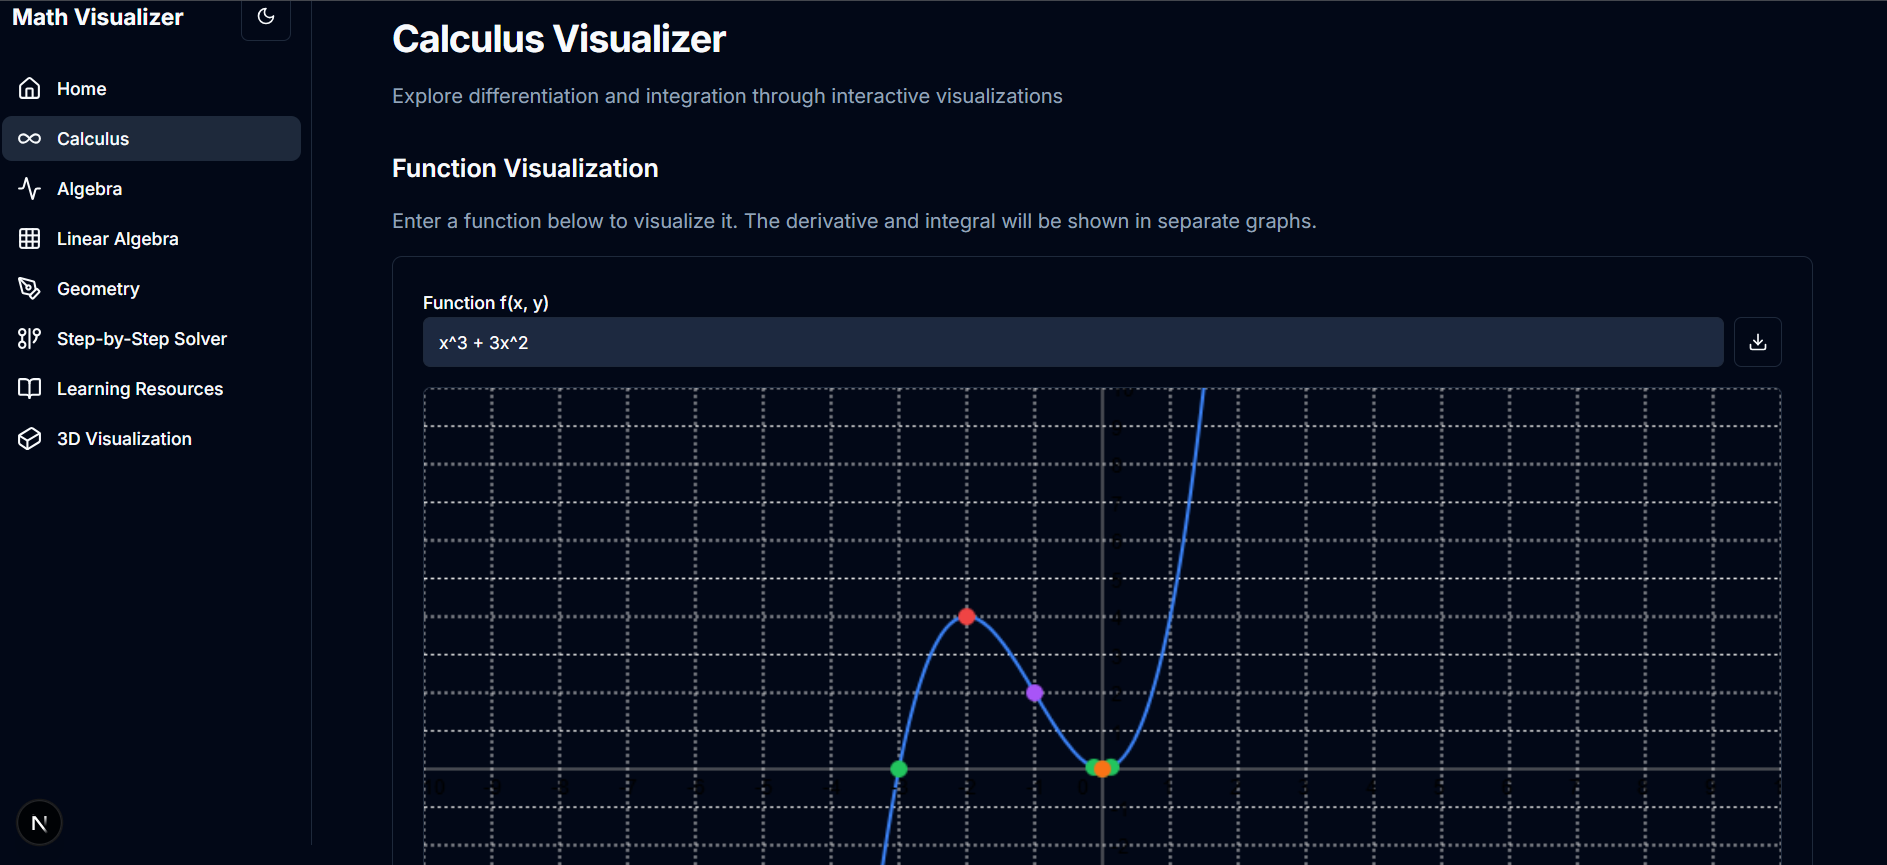 Math Visualizer
Home
Calculus
Algebra
Linear Algebra
Geometry
Step-by-Step Solver
Learning Resources
3D Visualization
N
Calculus Visualizer
Explore differentiation and integration through interactive visualizations
Function Visualization
Enter a function below to visualize it. The derivative and integral will be shown in separate graphs.
Function f(x, y)
x^3 + 3x^2